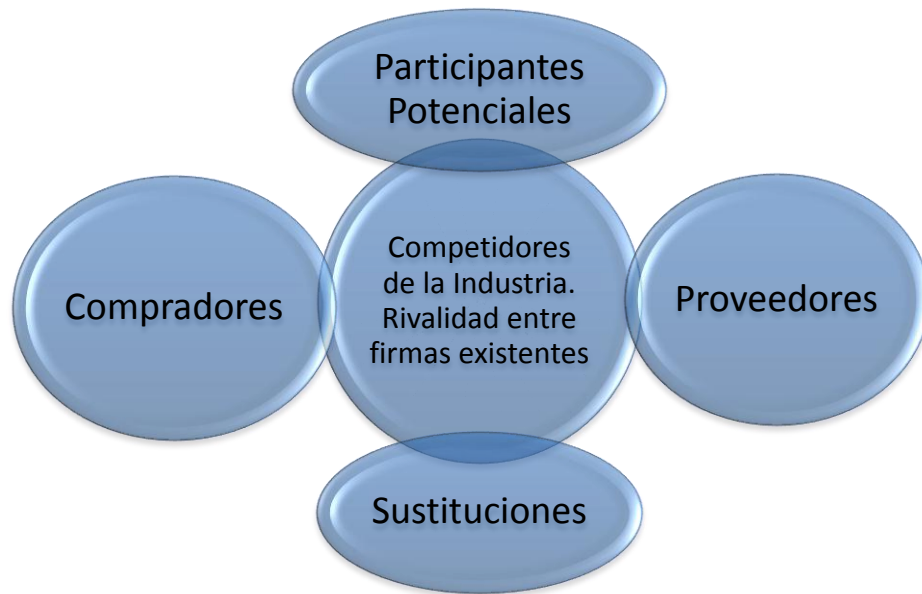 Participantes
Potenciales
Compradores
Competidores
de la Industria.
Rivalidad entre
firmas existentes
Proveedores
Sustituciones